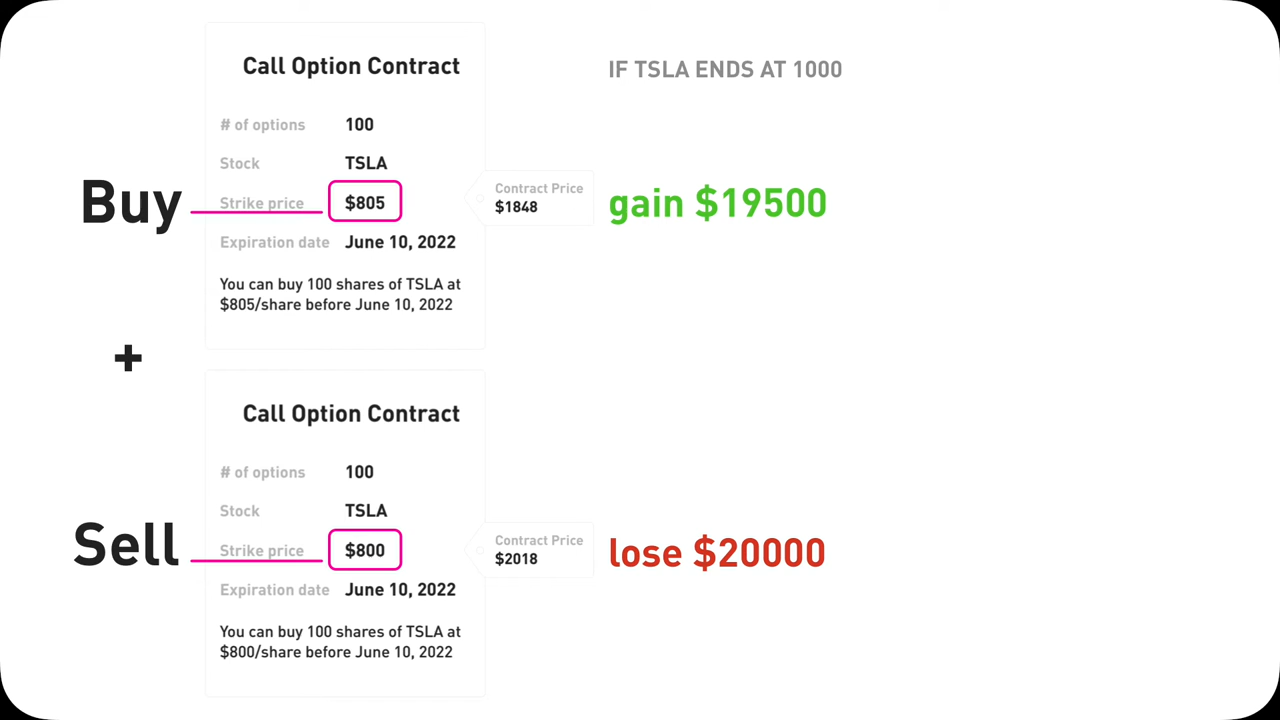 Call Option Contract
IF TSLA ENDS AT 1000
# of options 100
Stock TSLA
Buy
Strike price $805
Contract Price
$1848
gain $19500
Expiration date June 10, 2022
You can buy 100 shares of TSLA at
$805/share before June 10, 2022
+
Call Option Contract
# of options 100
Stock TSLA
Sell
Strike price $800
Contract Price
$2018
lose $20000
Expiration date June 10, 2022
You can buy 100 shares of TSLA at
$800/share before June 10, 2022